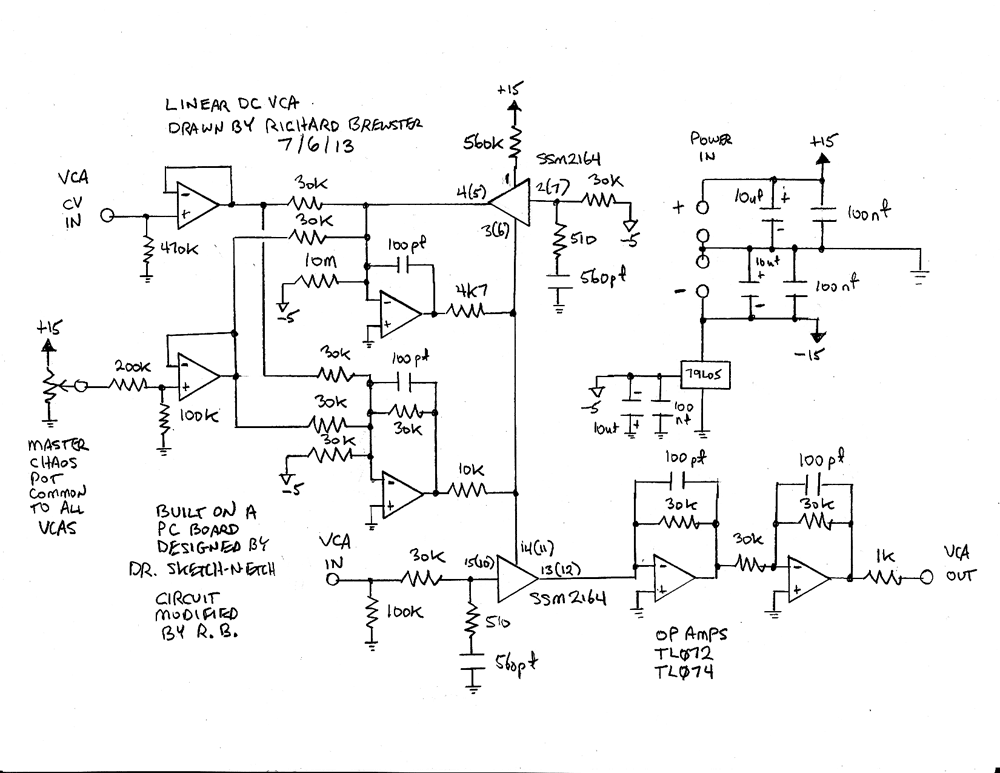 LINEAR DC VCA
DRAWN BY RICHARD BREWSTER
7/6/13
+15
560K
SSM2164
1
4(5)
2(7)
30K
-5
3(6)
510
560pf
VCA
CV
IN
-
+
470K
30K
30K
10M
-5
100pf
-
+
4K7
POWER
IN
+15
+
10uf
+
-
100nf
10uf
+
-
100nf
-
-15
79L05
-5
-
10uf
+
100
nf
+15
200K
-
+
100K
MASTER
CHAOS
POT
COMMON
TO ALL
VCAS
30K
100pf
30K
30K
30K
-5
-
+
10K
BUILT ON A
PC BOARD
DESIGNED BY
DR. SKETCH-N-ETCH
CIRCUIT
MODIFIED
BY R.B.
VCA
IN
30K
100K
15(10)
14(11)
13(12)
SSM2164
510
560pf
100pf
30K
-
+
30K
100pf
30K
-
+
1K
VCA
OUT
OP AMPS
TL072
TL074